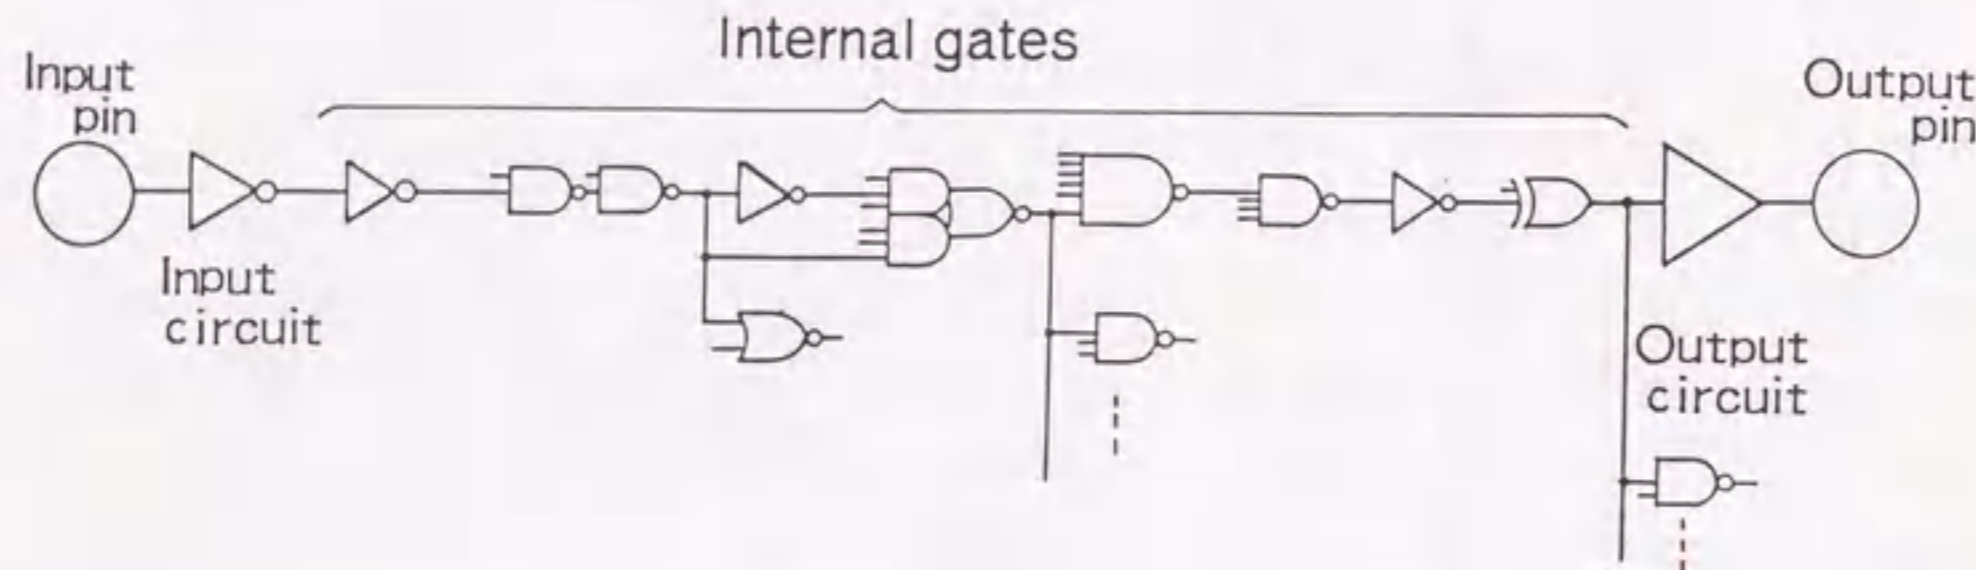 Internal gates
Input
pin
Output
pin
Input
circuit
Output
circuit